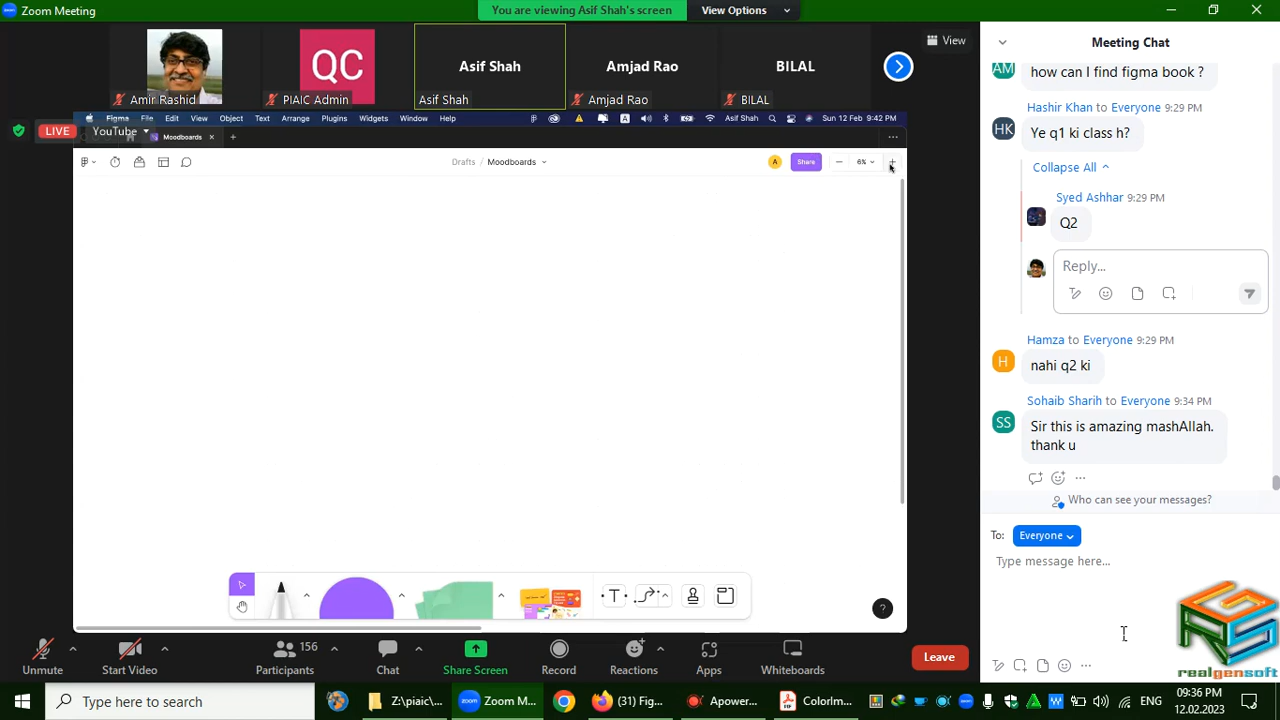 Zoom Meeting
You are viewing Asif Shah's screen
View Options
View
Amir Rashid
QC
PIAIC Admin
Asif Shah
Asif Shah
Amjad Rao
Amjad Rao
BILAL
BILAL
LIVE
YouTube
Figma File Edit View Object Text Arrange Plugins Widgets Window Help
A
Asif Shah
Sun 12 Feb 9:42 PM
Moodboards
Drafts / Moodboards
A
Share
6%
T
?
Meeting Chat
AM
how can I find figma book ?
Hashir Khan to Everyone 9:29 PM
HK
Ye q1 ki class h?
Collapse All
Syed Ashhar 9:29 PM
Q2
Reply...
Hamza to Everyone 9:29 PM
H
nahi q2 ki
Sohaib Sharih to Everyone 9:34 PM
SS
Sir this is amazing mashAllah.
thank u
Who can see your messages?
To: Everyone
Type message here...
realgensoft
Unmute
Start Video
156
Participants
Chat
Share Screen
Record
Reactions
Apps
Whiteboards
Leave
Type here to search
Z:\piaic\...
zoom
Zoom M...
(31) Fig...
Apower...
ColorIm...
ENG
09:36 PM
12.02.2023